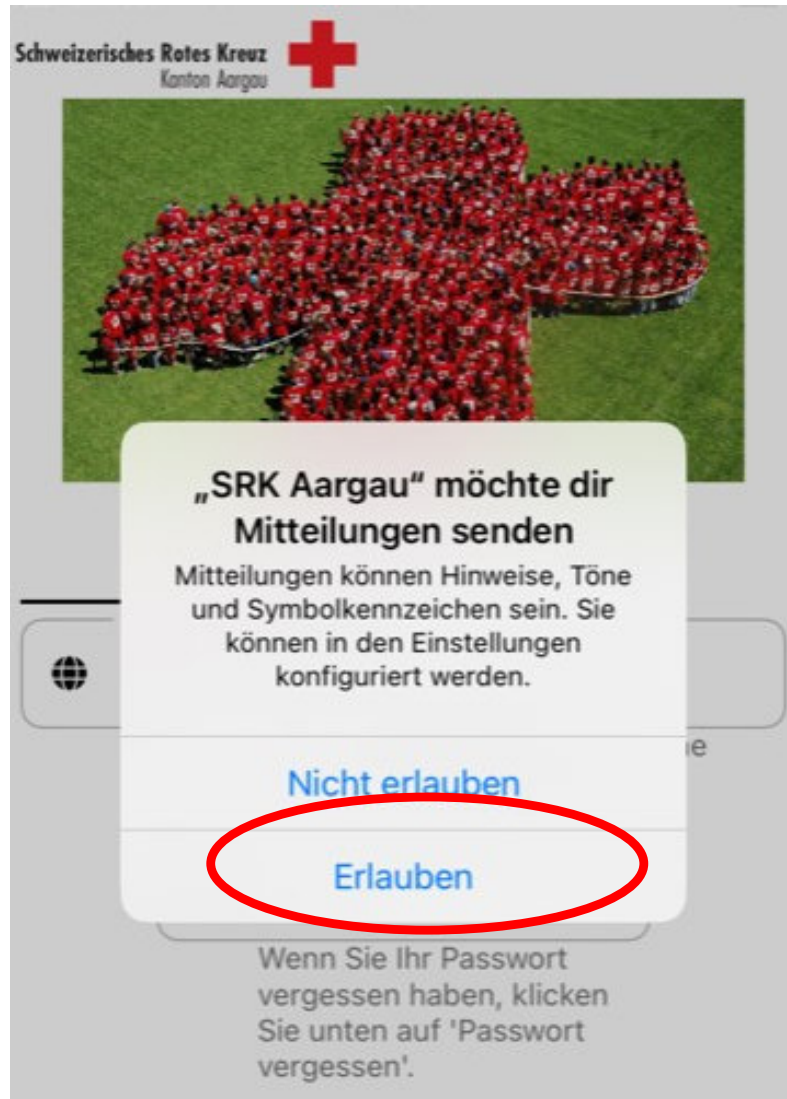 Schweizerisches Rotes Kreuz
Kanton Aargau
„SRK Aargau“ möchte dir
Mitteilungen senden
Mitteilungen können Hinweise, Töne
und Symbolkennzeichen sein. Sie
können in den Einstellungen
konfiguriert werden.
Nicht erlauben
Erlauben
Wenn Sie Ihr Passwort
vergessen haben, klicken
Sie unten auf 'Passwort
vergessen'.